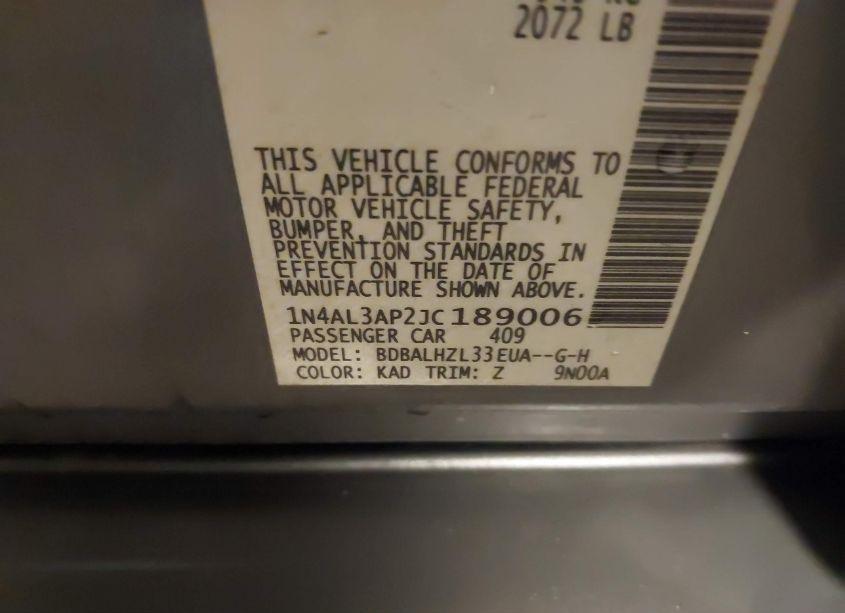 2072 LB
THIS VEHICLE CONFORMS TO
ALL APPLICABLE FEDERAL
MOTOR VEHICLE SAFETY,
BUMPER, AND THEFT
PREVENTION STANDARDS IN
EFFECT ON THE DATE OF
MANUFACTURE SHOWN ABOVE.
1N4AL3AP2JC189006
PASSENGER CAR 409
MODEL: BDBALHZL33EUA--G-H
COLOR: KAD TRIM: Z 9N00A